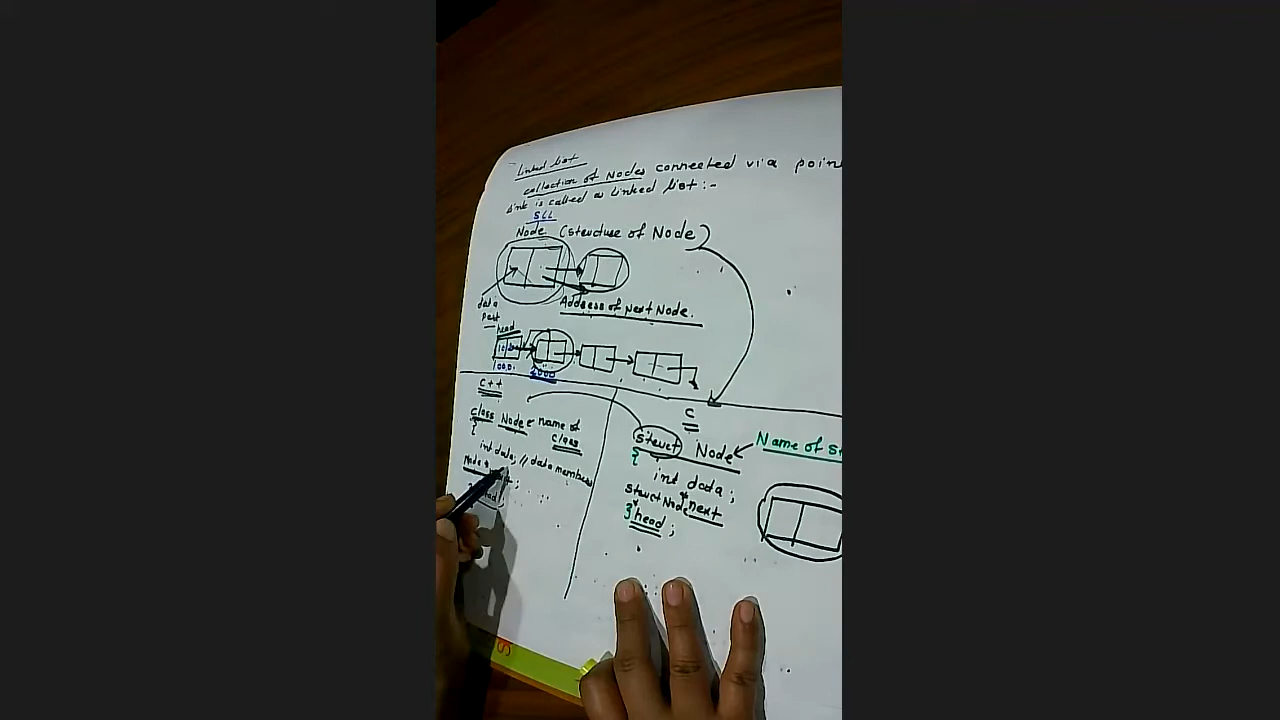 Linked list
collection of Nodes connected via
Link is called a Linked list :-
SLL
Node (structure of Node)
data
part
Address of next Node.
head
1000
2000
C++
class Node ← name of
class
{
int data; // data members
Node *
;
C
struct Node ← Name of
{
int data;
struct Node *next
} *head;